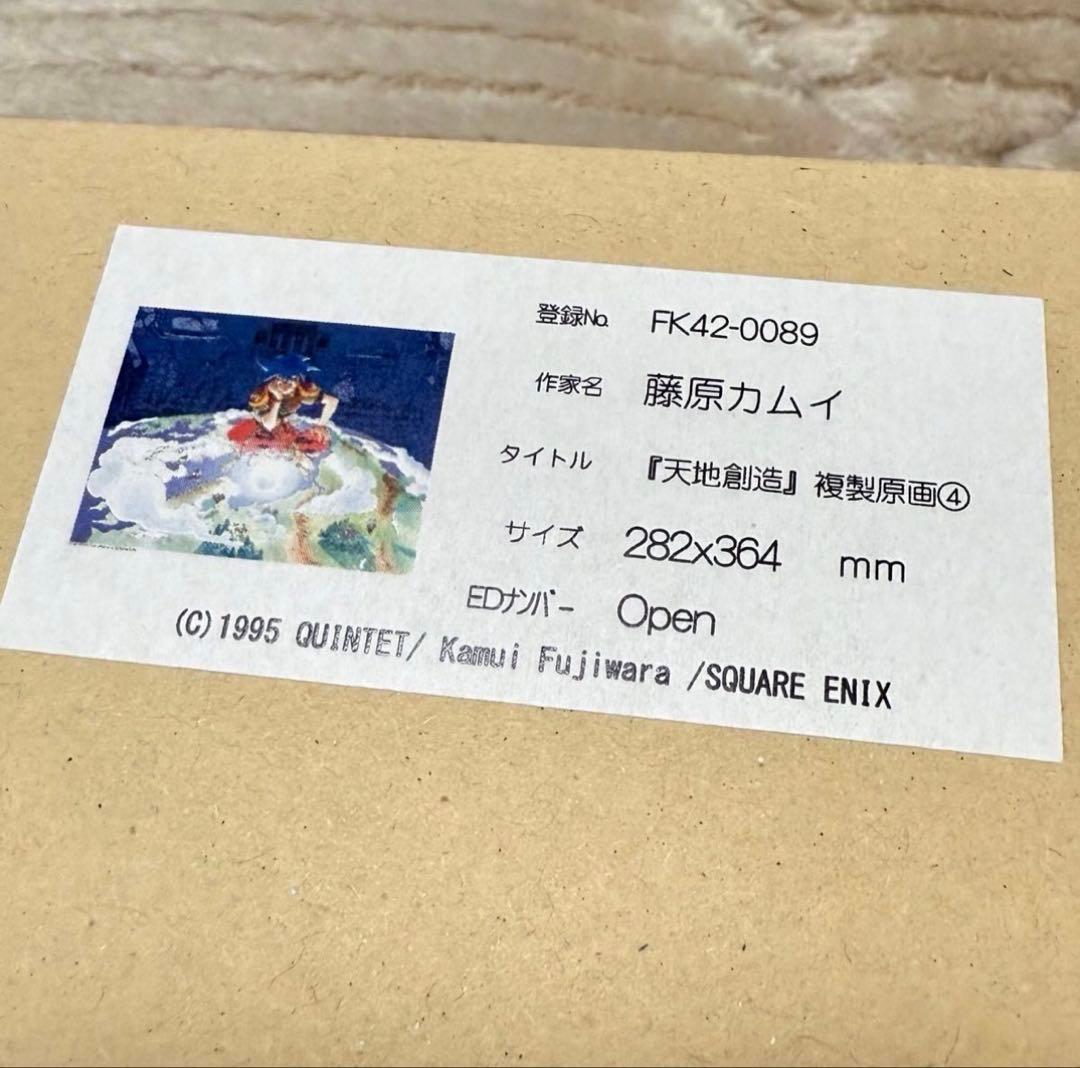 登録No. FK42-0089
作家名 藤原カムイ
タイトル 『天地創造』複製原画④
サイズ 282x364 mm
EDナンバー Open
(C)1995 QUINTET/ Kamui Fujiwara /SQUARE ENIX